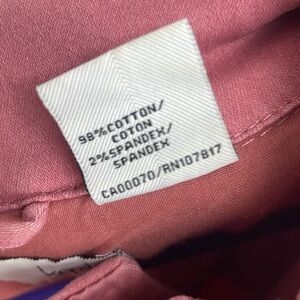 98%COTTON/
COTON
2%SPANDEX/
SPANDEX
CA00070/RN107817